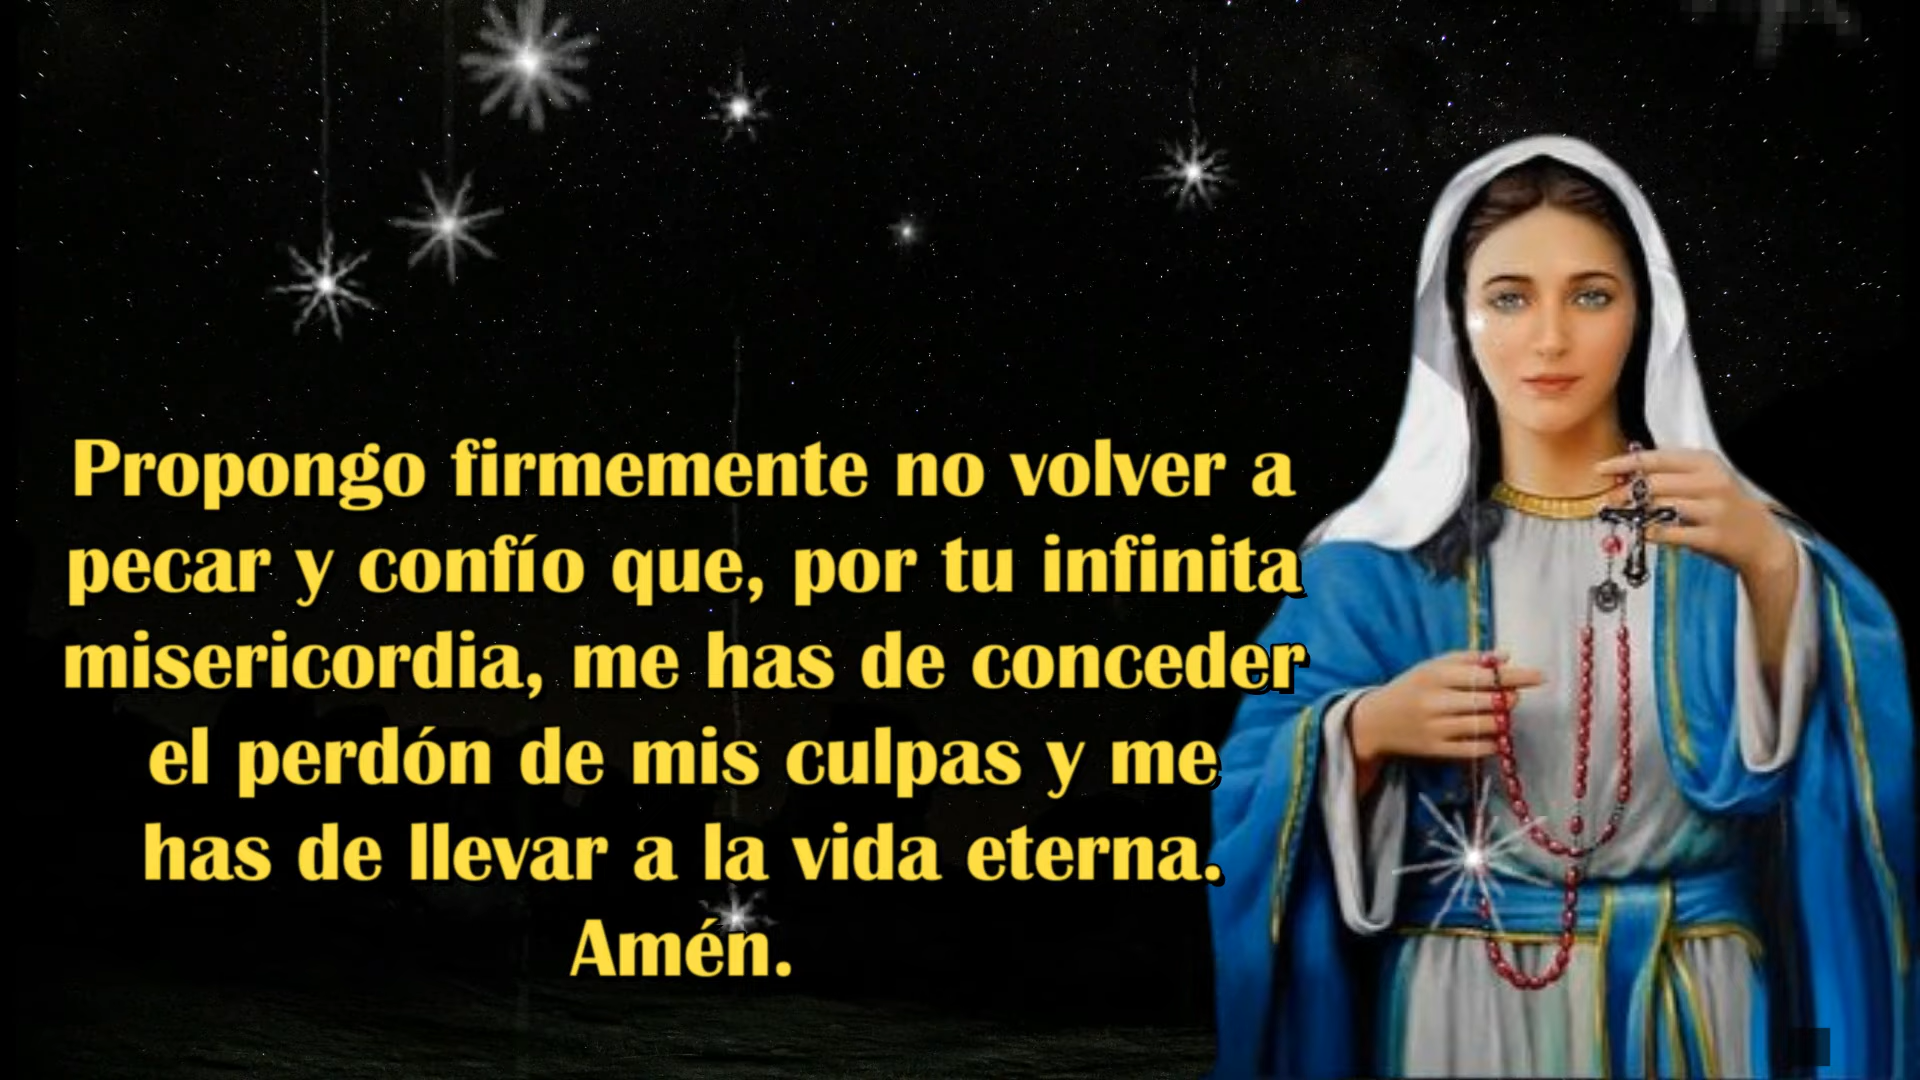 Propongo firmemente no volver a
pecar y confío que, por tu infinita
misericordia, me has de conceder
el perdón de mis culpas y me
has de llevar a la vida eterna.
Amén.